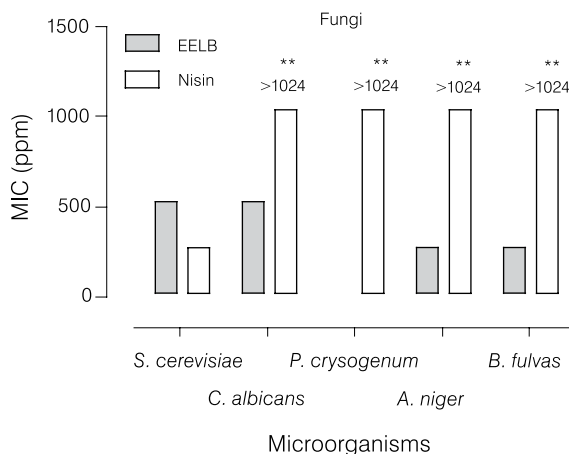 Fungi
1500
EELB
Nisin
** ** ** **
>1024 >1024 >1024 >1024
1000
MIC (ppm)
500
0
S. cerevisiae P. crysogenum B. fulvas
C. albicans A. niger
Microorganisms